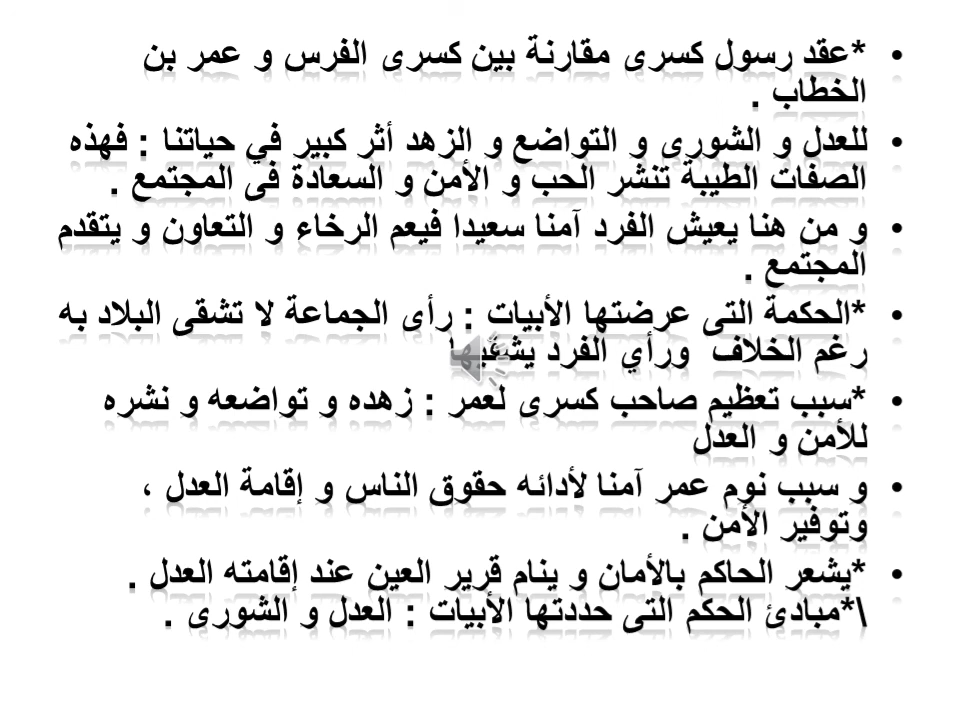 • *عقد رسول كسرى مقارنة بين كسرى الفرس و عمر بن
الخطاب .
• للعدل و الشورى و التواضع و الزهد أثر كبير في حياتنا : فهذه
الصفات الطيبة تنشر الحب و الأمن و السعادة فى المجتمع .
• و من هنا يعيش الفرد آمنا سعيدا فيعم الرخاء و التعاون و يتقدم
المجتمع .
• *الحكمة التى عرضتها الأبيات : رأى الجماعة لا تشقى البلاد به
رغم الخلاف ورأي الفرد يشقيها
• *سبب تعظيم صاحب كسرى لعمر : زهده و تواضعه و نشره
للأمن و العدل
• و سبب نوم عمر آمنا لأدائه حقوق الناس و إقامة العدل ،
وتوفير الأمن .
• *يشعر الحاكم بالأمان و ينام قرير العين عند إقامته العدل .
\*مبادئ الحكم التى حددتها الأبيات : العدل و الشورى .